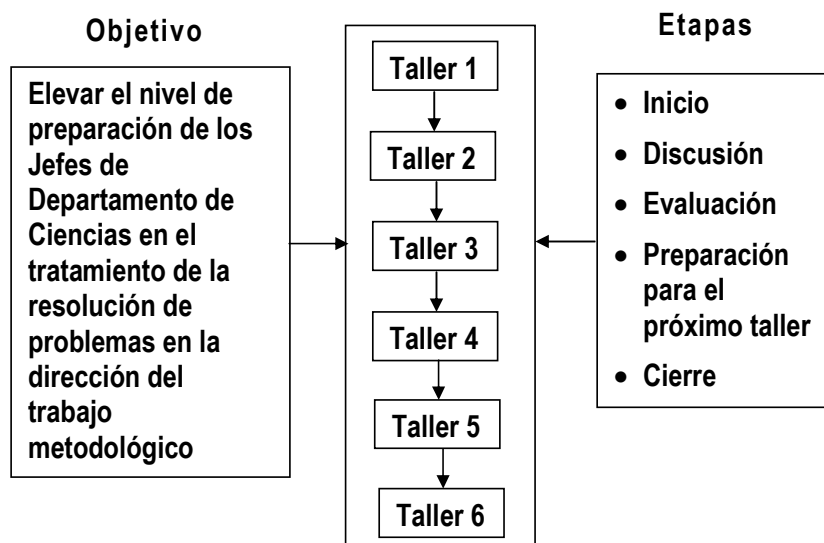 Objetivo
Elevar el nivel de
preparación de los
Jefes de
Departamento de
Ciencias en el
tratamiento de la
resolución de
problemas en la
dirección del
trabajo
metodológico
Taller 1
Taller 2
Taller 3
Taller 4
Taller 5
Taller 6
Etapas
• Inicio
• Discusión
• Evaluación
• Preparación
para el
próximo taller
• Cierre